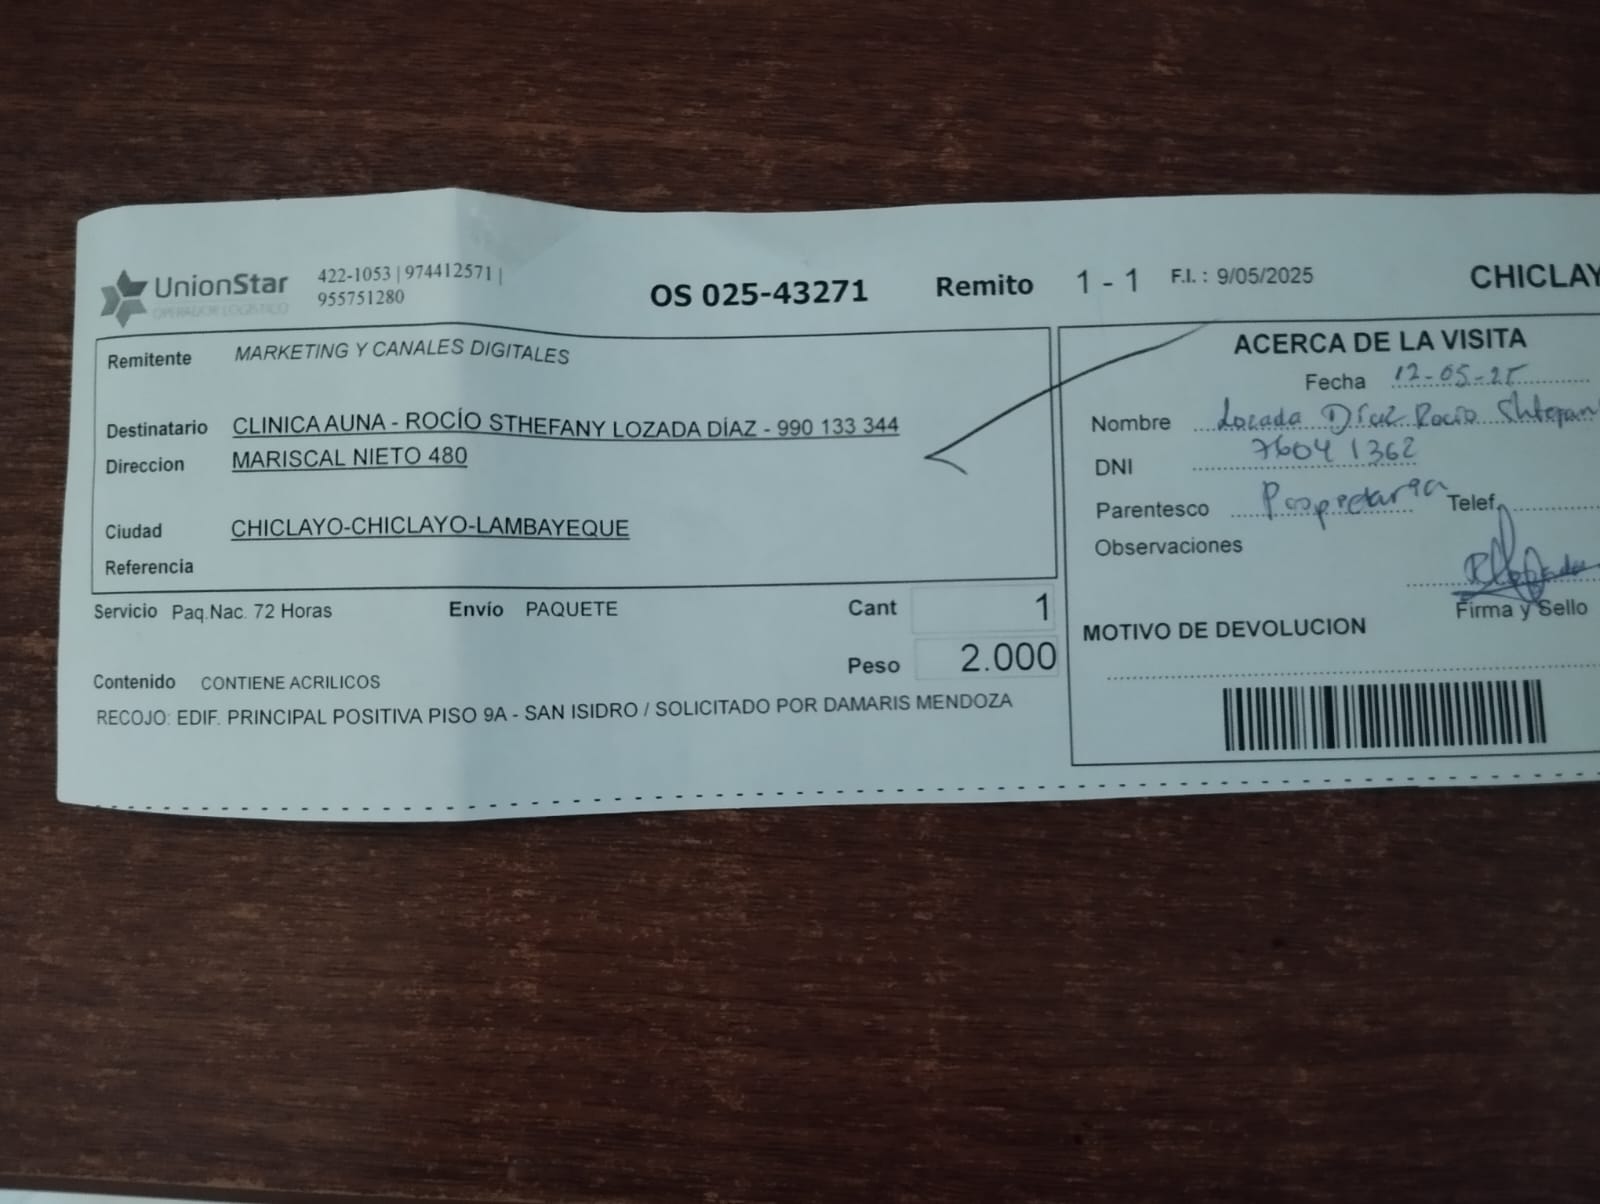 UnionStar
OPERADOR LOGÍSTICO
422-1053 | 974412571 |
955751280
OS 025-43271
Remito 1 - 1
F.I. : 9/05/2025
CHICLAY
Remitente MARKETING Y CANALES DIGITALES
Destinatario CLINICA AUNA - ROCÍO STHEFANY LOZADA DÍAZ - 990 133 344
Direccion MARISCAL NIETO 480
Ciudad CHICLAYO-CHICLAYO-LAMBAYEQUE
Referencia
Servicio Paq.Nac. 72 Horas Envío PAQUETE Cant 1
Peso 2.000
Contenido CONTIENE ACRILICOS
RECOJO: EDIF. PRINCIPAL POSITIVA PISO 9A - SAN ISIDRO / SOLICITADO POR DAMARIS MENDOZA
ACERCA DE LA VISITA
Fecha 12-05-25
Nombre Lozada Díaz Rocío
DNI 76041362
Parentesco Telef.
Observaciones
Firma y Sello
MOTIVO DE DEVOLUCION